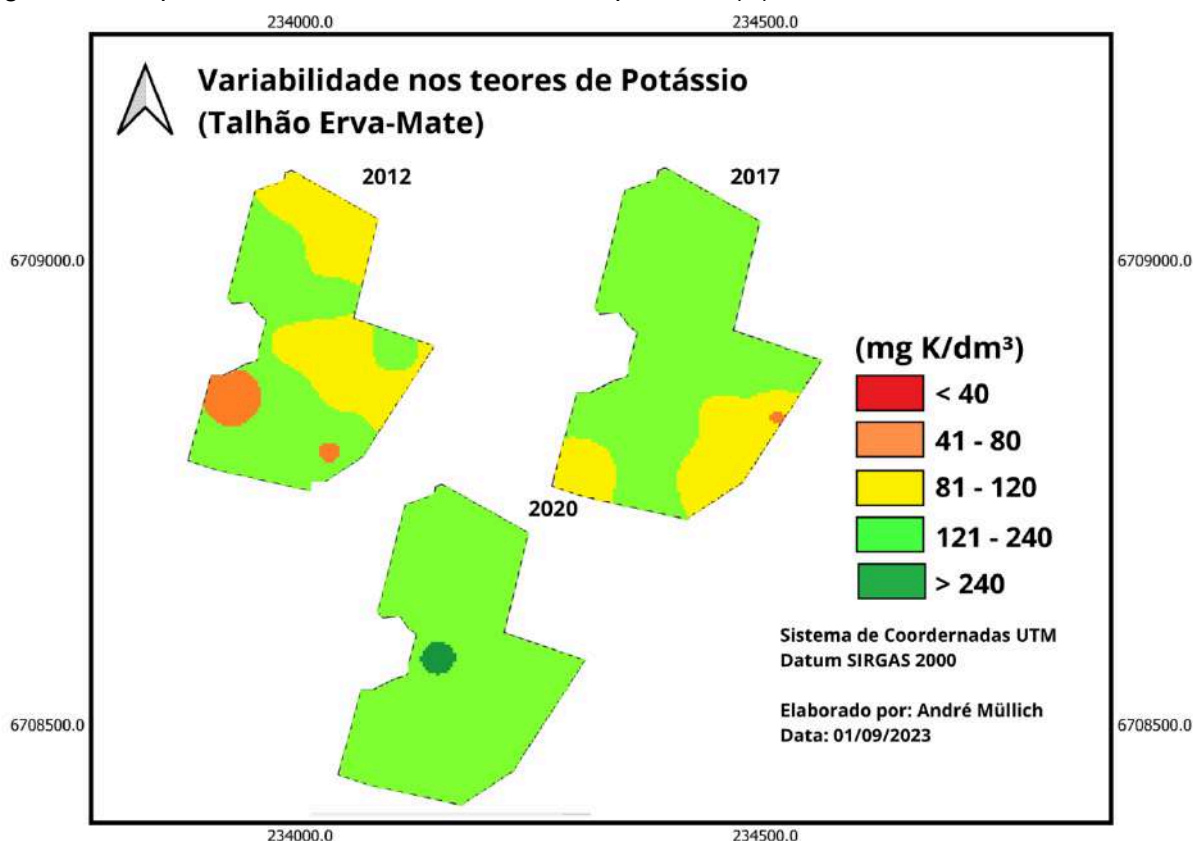 234000.0 234500.0
Variabilidade nos teores de Potássio
(Talhão Erva-Mate)
2012 2017
6709000.0 6709000.0
(mg K/dm³)
< 40
41 - 80
81 - 120
2020
121 - 240
> 240
Sistema de Coordernadas UTM
Datum SIRGAS 2000
Elaborado por: André Müllich
6708500.0 6708500.0
Data: 01/09/2023
234000.0 234500.0